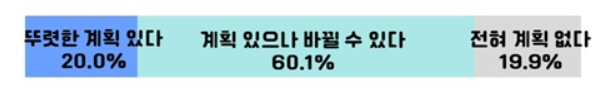 뚜렷한 계획 있다 계획 있으나 바뀔 수 있다 전혀 계획 없다
20.0% 60.1% 19.9%